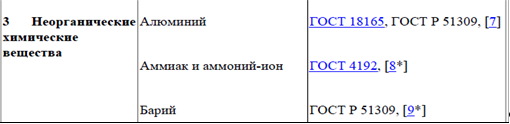 3 Неорганические Алюминий ГОСТ 18165, ГОСТ Р 51309, [7]
химические
вещества
Аммиак и аммоний-ион ГОСТ 4192, [8*]
Барий ГОСТ Р 51309, [9*]